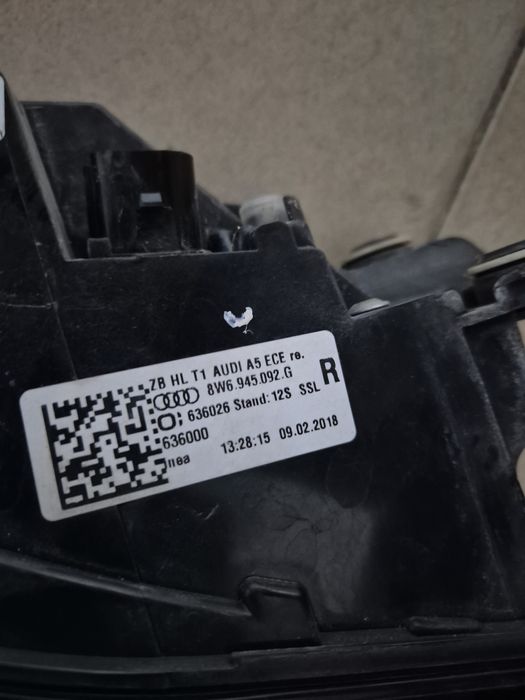 ZB HL T1 AUDI A5 ECE re.
8W6.945.092.G
R
636026 Stand: 12S SSL
636000
nea 13:28:15 09.02.2018